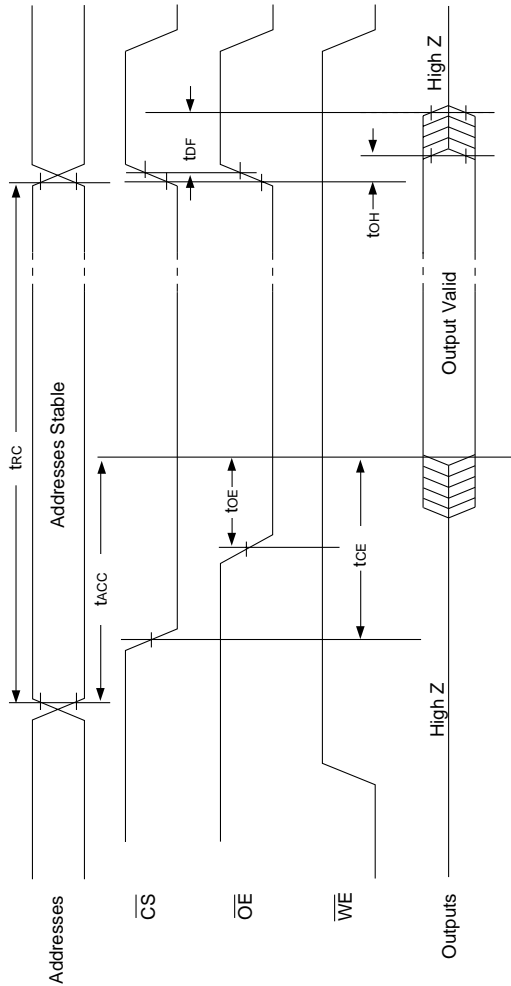 Addresses
tRC
Addresses Stable
tACC
CS
OE
tOE
tDF
WE
tCE
tOH
Outputs
High Z
Output Valid
High Z